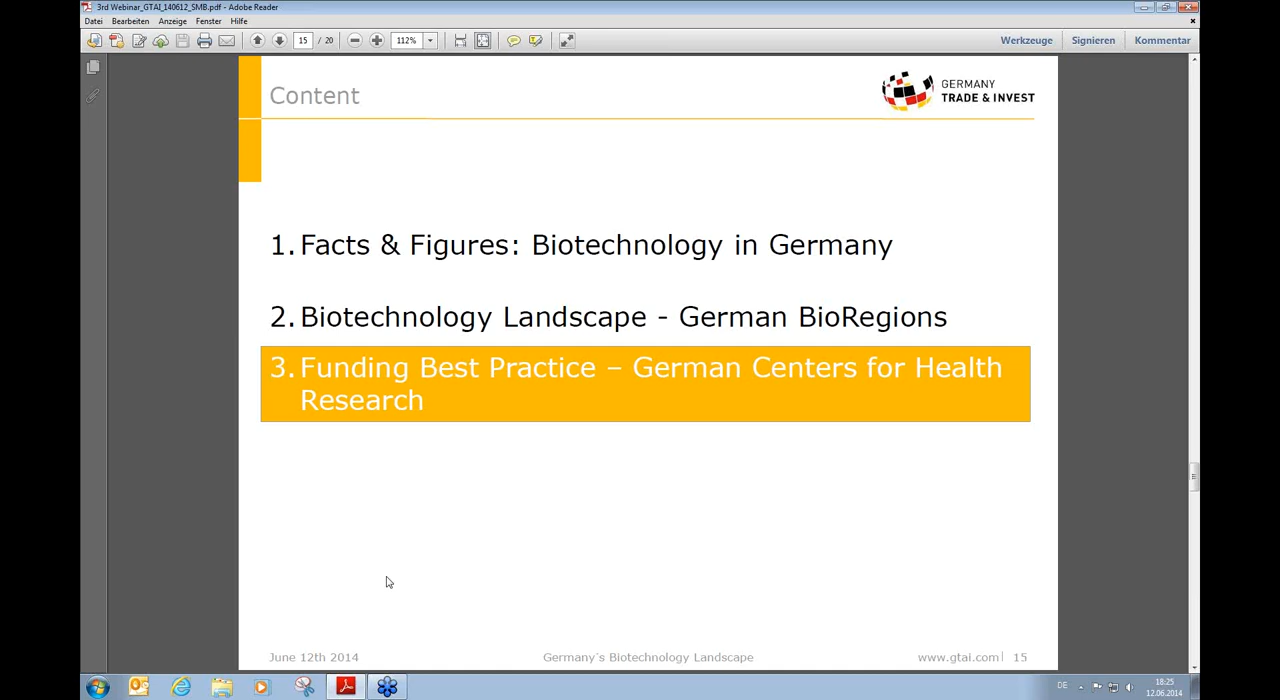 3rd Webinar_GTAI_140612_SMB.pdf - Adobe Reader
Datei Bearbeiten Anzeige Fenster Hilfe
15 / 20 112% Werkzeuge Signieren Kommentar
Content
GERMANY
TRADE & INVEST
1. Facts & Figures: Biotechnology in Germany
2. Biotechnology Landscape - German BioRegions
3. Funding Best Practice – German Centers for Health
Research
June 12th 2014 Germany´s Biotechnology Landscape www.gtai.com| 15
DE 18:25
12.06.2014